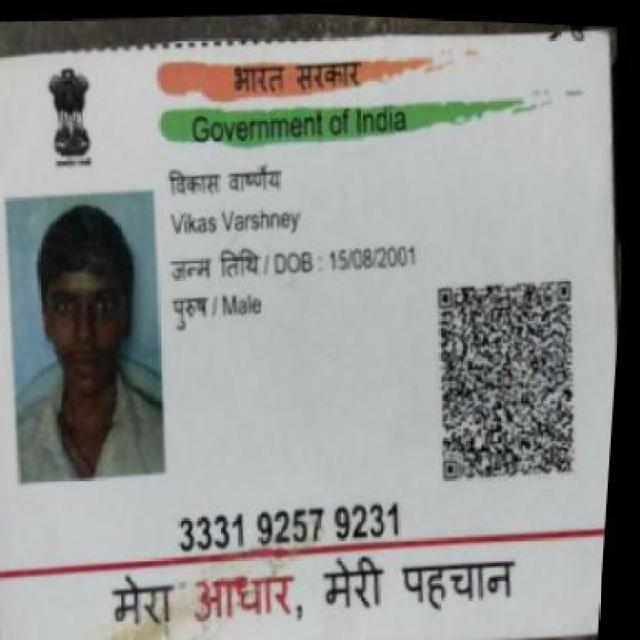 भारत सरकार
Government of India
विकास वार्ष्णेय
Vikas Varshney
जन्म तिथि / DOB : 15/08/2001
पुरुष / Male
3331 9257 9231
मेरा आधार, मेरी पहचान